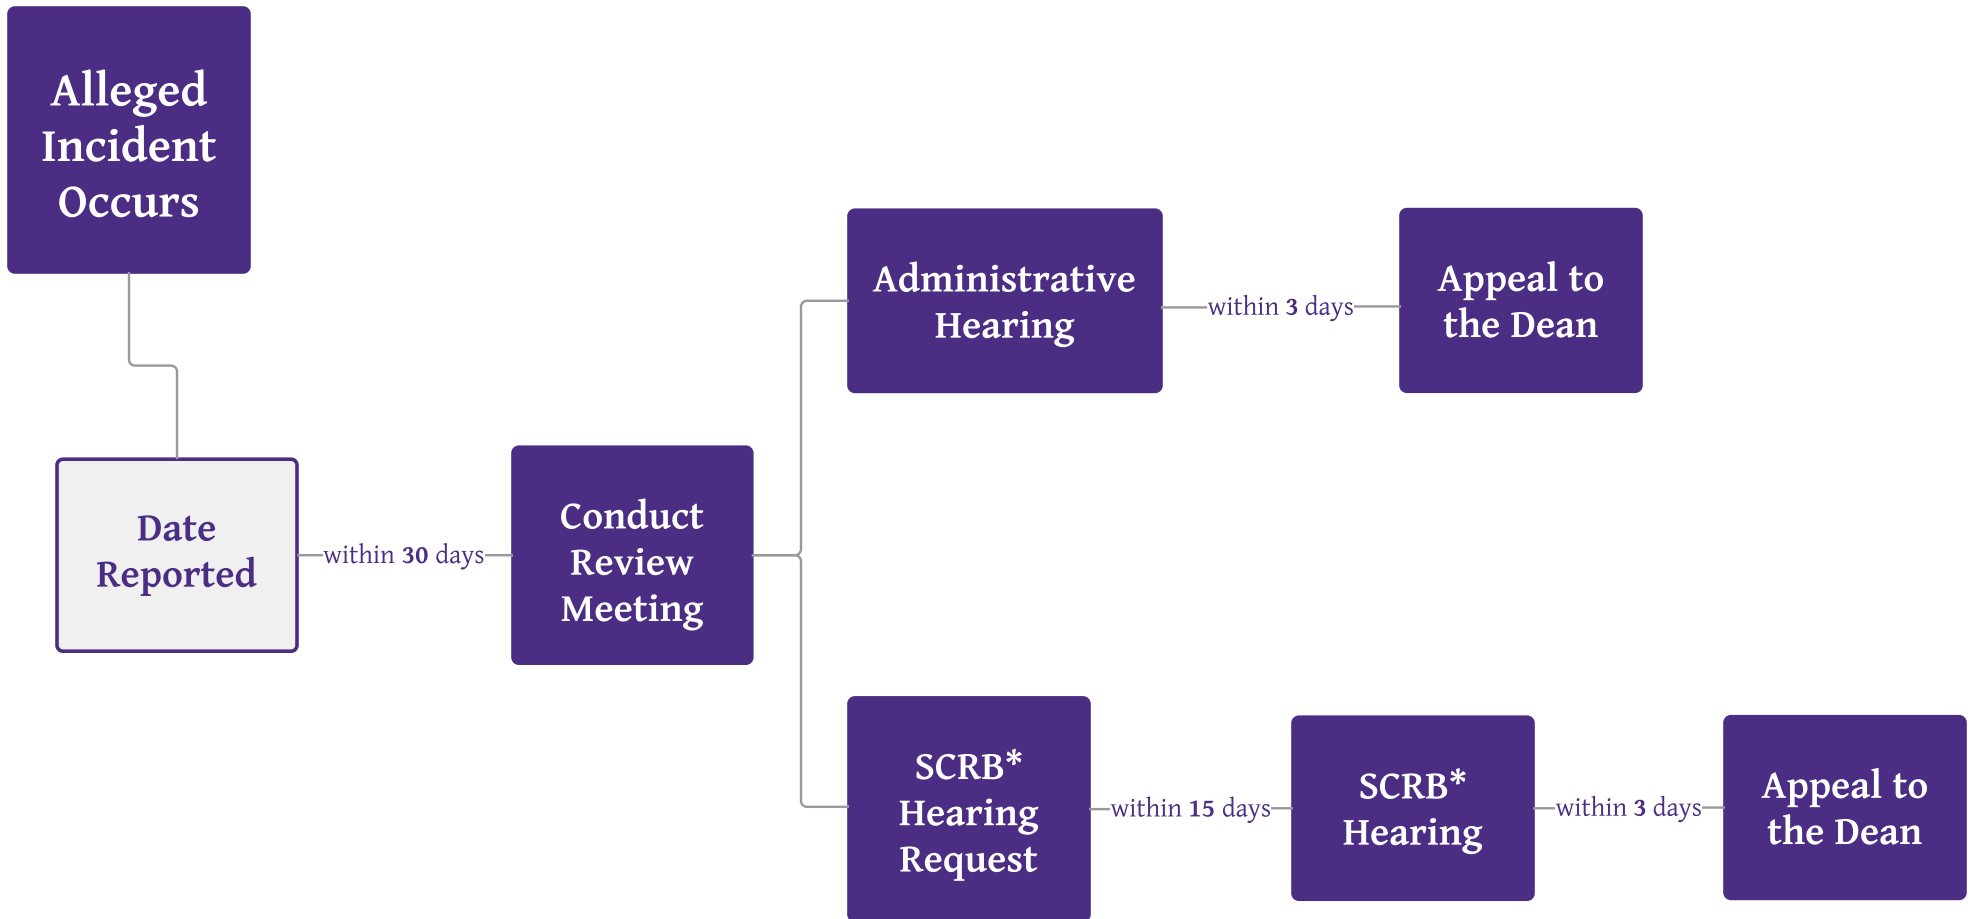 Alleged
Incident
Occurs
Date
Reported
within 30 days
Conduct
Review
Meeting
Administrative
Hearing
within 3 days
Appeal to
the Dean
SCRB*
Hearing
Request
within 15 days
SCRB*
Hearing
within 3 days
Appeal to
the Dean